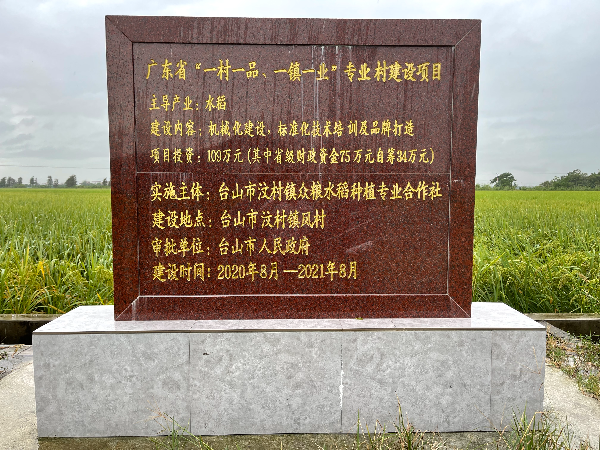 广东省“一村一品、一镇一业”专业村建设项目
主导产业：水稻
建设内容：机械化建设，标准化技术培训及品牌打造
项目投资：109万元(其中省级财政资金75万元自筹34万元)
实施主体：台山市汶村镇众粮水稻种植专业合作社
建设地点：台山市汶村镇凤村
审批单位：台山市人民政府
建设时间：2020年8月—2021年8月